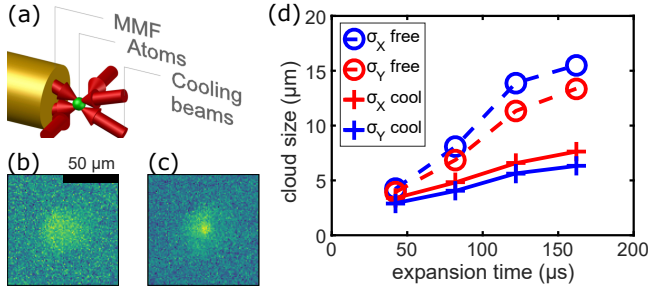 (a)
MMF
Atoms
Cooling
beams
(b)
50 µm
(c)
(d)
cloud size (µm)
20
15
10
5
0
σX free
σY free
σX cool
σY cool
0 50 100 150 200
expansion time (µs)